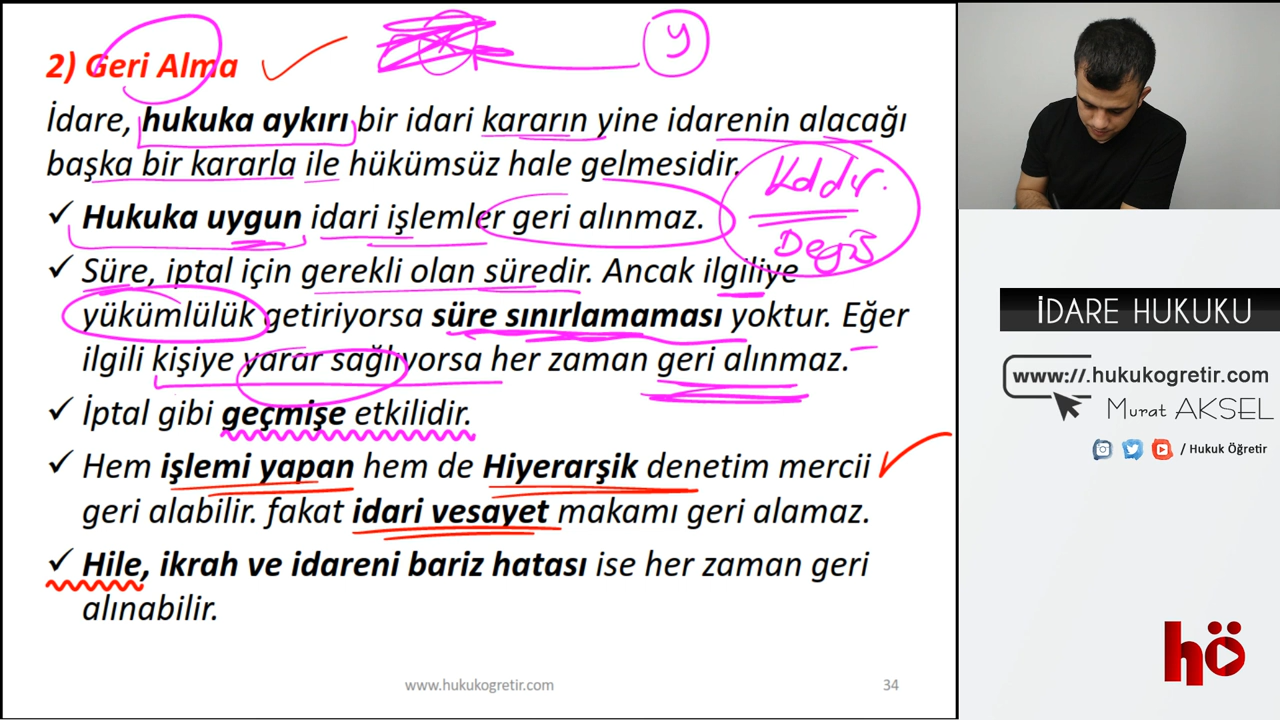 2) Geri Alma
y
İdare, hukuka aykırı bir idari kararın yine idarenin alacağı
başka bir kararla ile hükümsüz hale gelmesidir.
Kaldır.
Değiş
✓ Hukuka uygun idari işlemler geri alınmaz.
✓ Süre, iptal için gerekli olan süredir. Ancak ilgiliye
yükümlülük getiriyorsa süre sınırlamaması yoktur. Eğer
ilgili kişiye yarar sağlıyorsa her zaman geri alınmaz.
✓ İptal gibi geçmişe etkilidir.
✓ Hem işlemi yapan hem de Hiyerarşik denetim mercii
geri alabilir. fakat idari vesayet makamı geri alamaz.
✓ Hile, ikrah ve idareni bariz hatası ise her zaman geri
alınabilir.
www.hukukogretir.com
34
İDARE HUKUKU
www://.hukukogretir.com
Murat AKSEL
/ Hukuk Öğretir
hö